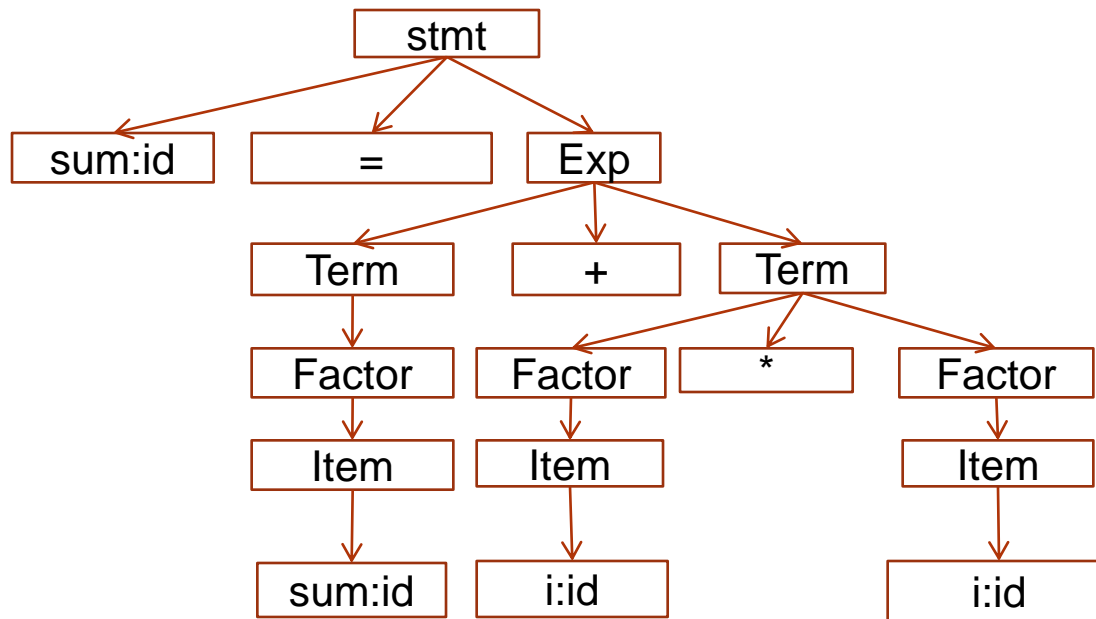 stmt
sum:id
=
Exp
Term
+
Term
Factor
Factor
*
Factor
Item
Item
Item
sum:id
i:id
i:id